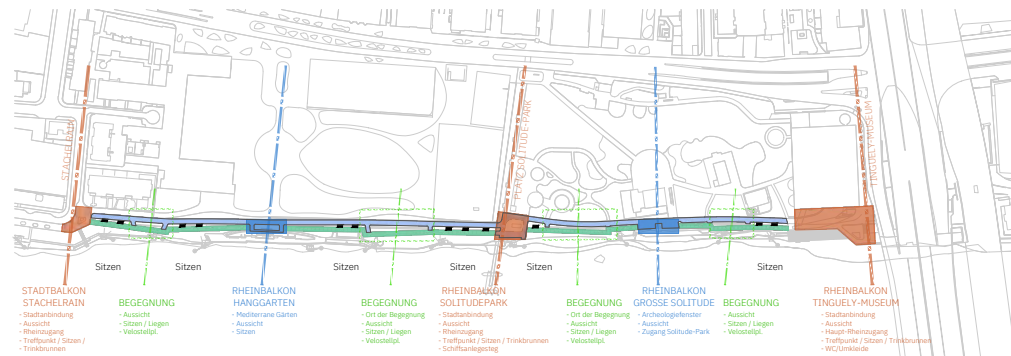 STACHELRAIN
PLATZ SOLITUDE-PARK
TINGUELY-MUSEUM
Sitzen
Sitzen
Sitzen
Sitzen
Sitzen
Sitzen
STADTBALKON
STACHELRAIN
- Stadtanbindung
- Aussicht
- Rheinzugang
- Treffpunkt / Sitzen /
- Trinkbrunnen
BEGEGNUNG
- Aussicht
- Sitzen / Liegen
- Velostellpl.
RHEINBALKON
HANGGARTEN
- Mediterrane Gärten
- Aussicht
- Sitzen
BEGEGNUNG
- Ort der Begegnung
- Aussicht
- Sitzen / Liegen
- Velostellpl.
RHEINBALKON
SOLITUDEPARK
- Stadtanbindung
- Aussicht
- Rheinzugang
- Treffpunkt / Sitzen / Trinkbrunnen
- Schiffsanlegesteg
BEGEGNUNG
- Ort der Begegnung
- Aussicht
- Sitzen / Liegen
- Velostellpl.
RHEINBALKON
GROSSE SOLITUDE
- Archeologiefenster
- Aussicht
- Zugang Solitude-Park
BEGEGNUNG
- Aussicht
- Sitzen / Liegen
- Velostellpl.
RHEINBALKON
TINGUELY-MUSEUM
- Stadtanbindung
- Aussicht
- Haupt-Rheinzugang
- Treffpunkt / Sitzen / Trinkbrunnen
- WC/Umkleide